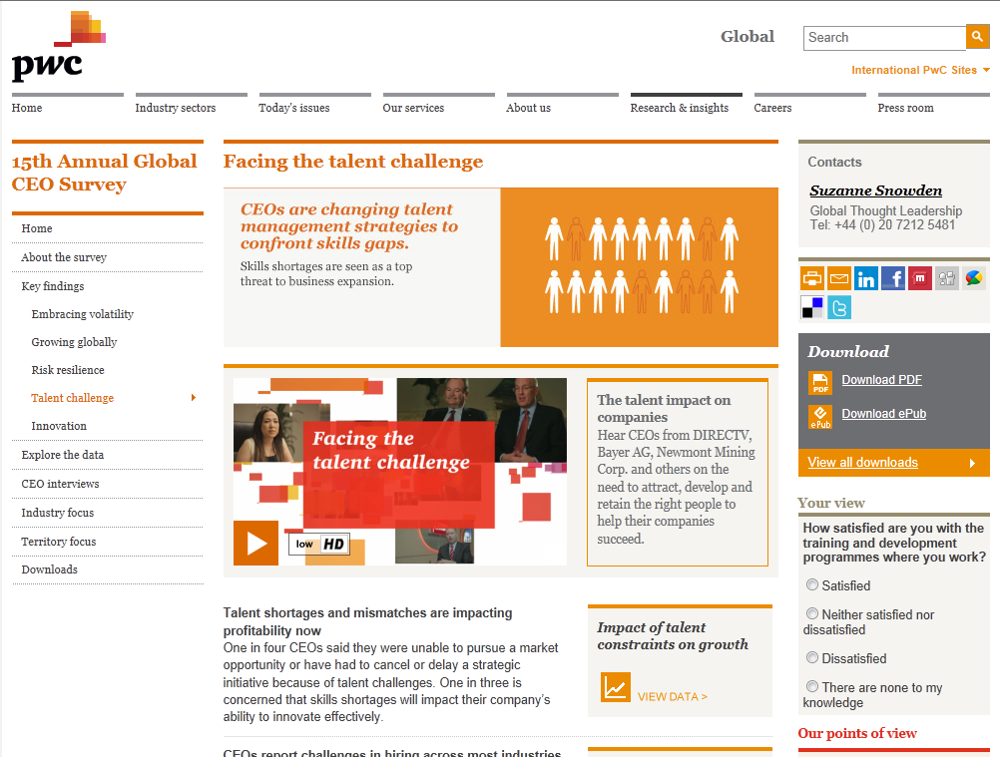 pwc
Global
Search
International PwC Sites
Home
Industry sectors
Today's issues
Our services
About us
Research & insights
Careers
Press room
15th Annual Global
CEO Survey
Home
About the survey
Key findings
Embracing volatility
Growing globally
Risk resilience
Talent challenge
Innovation
Explore the data
CEO interviews
Industry focus
Territory focus
Downloads
Facing the talent challenge
CEOs are changing talent
management strategies to
confront skills gaps.
Skills shortages are seen as a top
threat to business expansion.
Facing the
talent challenge
low HD
The talent impact on
companies
Hear CEOs from DIRECTV,
Bayer AG, Newmont Mining
Corp. and others on the
need to attract, develop and
retain the right people to
help their companies
succeed.
Talent shortages and mismatches are impacting
profitability now
One in four CEOs said they were unable to pursue a market
opportunity or have had to cancel or delay a strategic
initiative because of talent challenges. One in three is
concerned that skills shortages will impact their company's
ability to innovate effectively.
CEOs report challenges in hiring across most industries
Impact of talent
constraints on growth
VIEW DATA >
Contacts
Suzanne Snowden
Global Thought Leadership
Tel: +44 (0) 20 7212 5481
in
f
m
Download
PDF
Download PDF
ePub
Download ePub
View all downloads
Your view
How satisfied are you with the
training and development
programmes where you work?
Satisfied
Neither satisfied nor
dissatisfied
Dissatisfied
There are none to my
knowledge
Our points of view